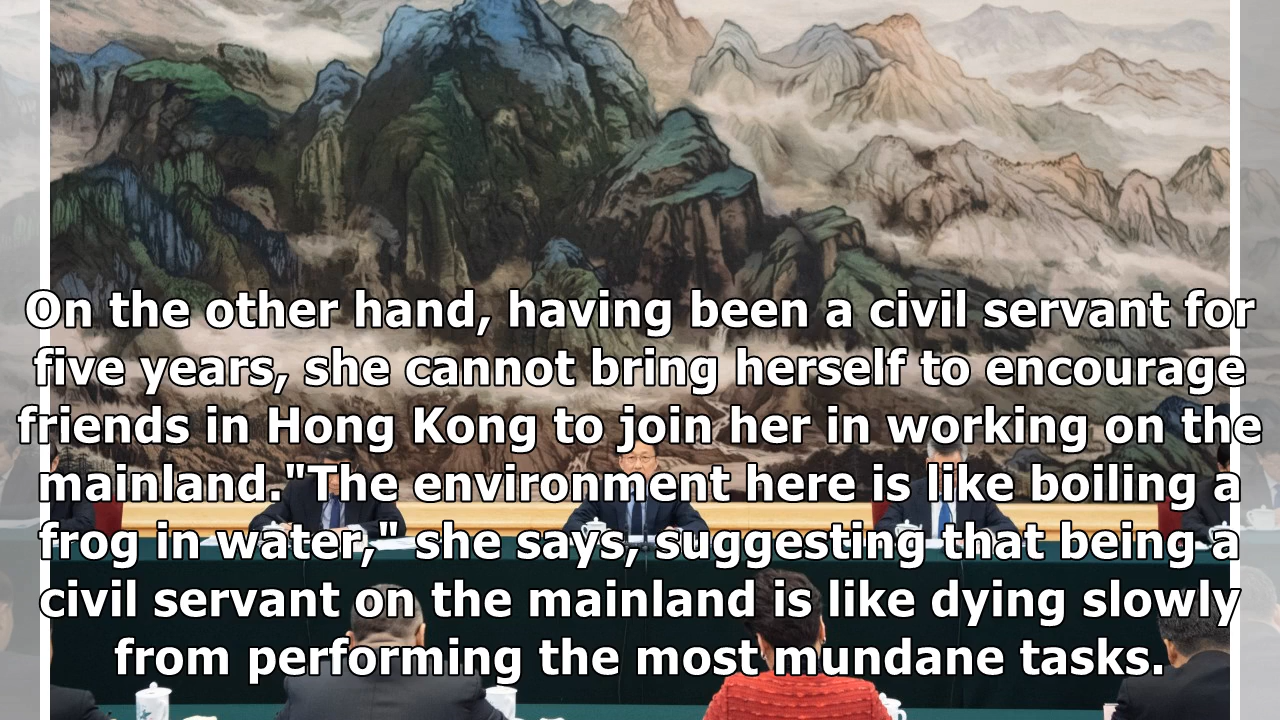 On the other hand, having been a civil servant for
five years, she cannot bring herself to encourage
friends in Hong Kong to join her in working on the
mainland."The environment here is like boiling a
frog in water," she says, suggesting that being a
civil servant on the mainland is like dying slowly
from performing the most mundane tasks.